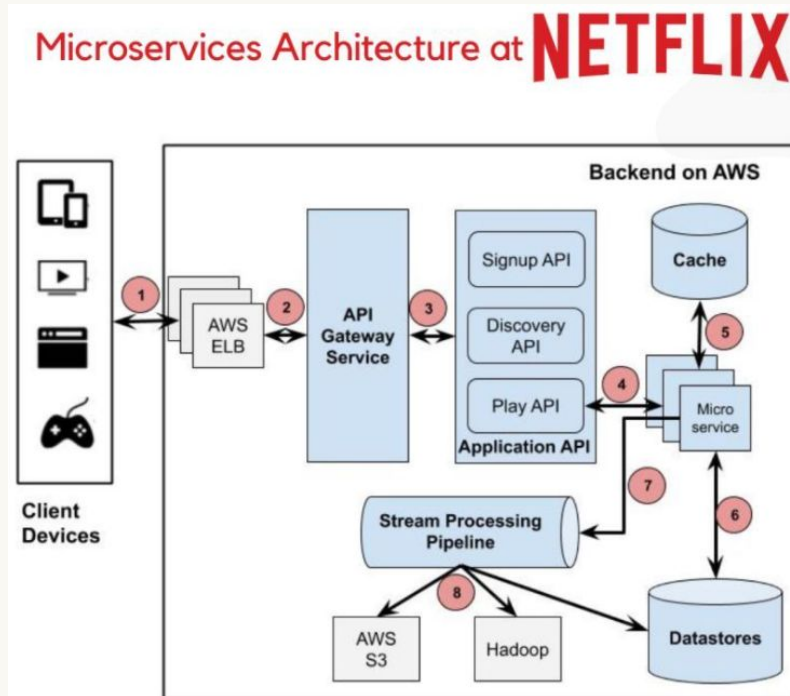 Microservices Architecture at NETFLIX
Backend on AWS
Cache
Signup API
API
Gateway
Service
AWS
ELB
Discovery
API
Play API
Application API
Micro
service
1
2
3
4
5
6
7
8
Client
Devices
Stream Processing
Pipeline
AWS
S3
Hadoop
Datastores